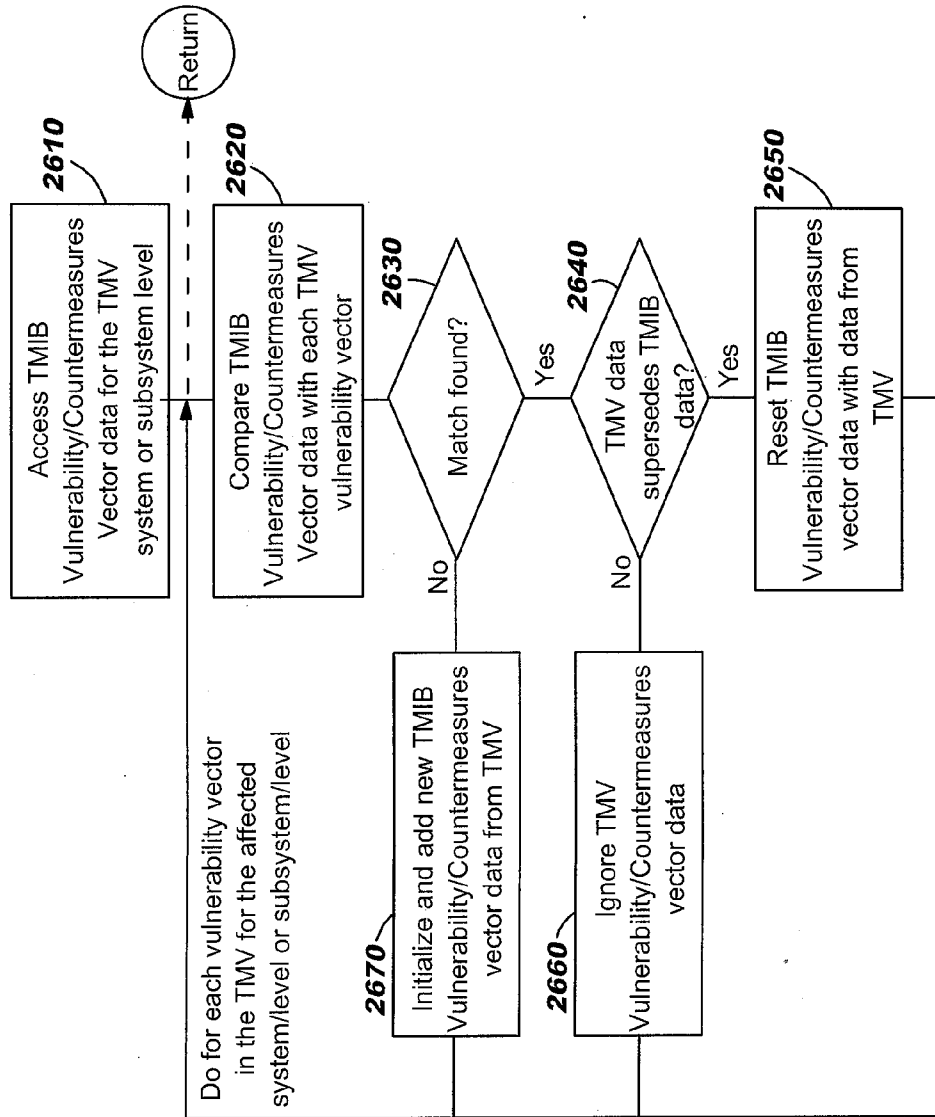 2610
Access TMIB
Vulnerability/Countermeasures
Vector data for the TMV
system or subsystem level
Return
Do for each vulnerability vector
in the TMV for the affected
system/level or subsystem/level
2620
Compare TMIB
Vulnerability/Countermeasures
Vector data with each TMV
vulnerability vector
2630
Match found?
No
Yes
2670
Initialize and add new TMIB
Vulnerability/Countermeasures
vector data from TMV
2640
TMV data
supersedes TMIB
data?
No
Yes
2660
Ignore TMV
Vulnerability/Countermeasures
vector data
2650
Reset TMIB
Vulnerability/Countermeasures
vector data with data from
TMV